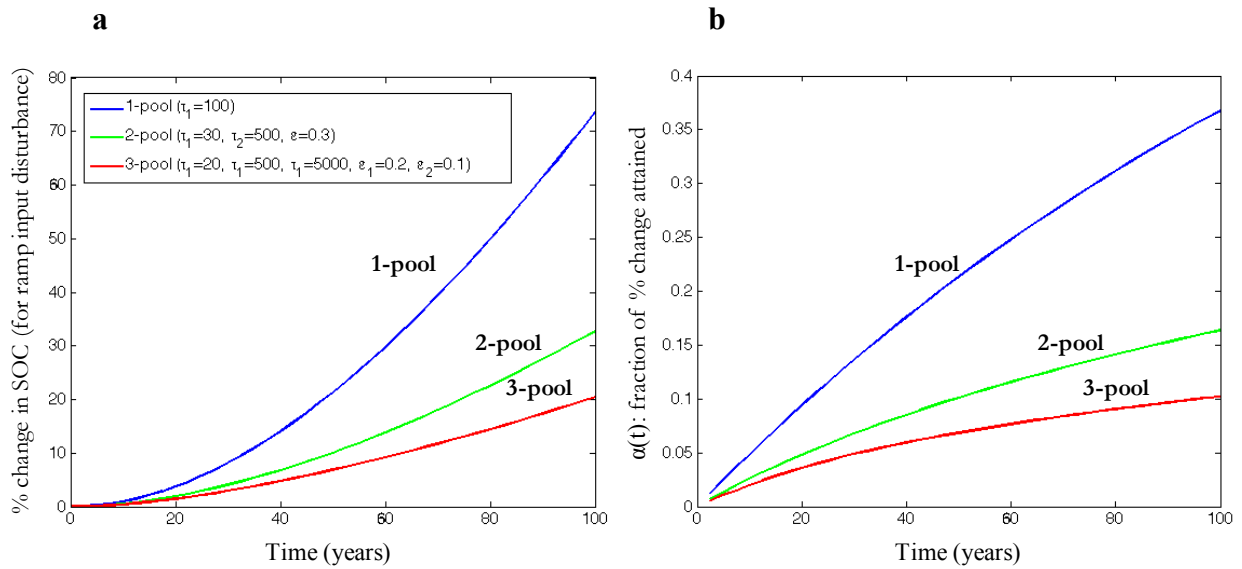 a
b
% change in SOC (for ramp input disturbance)
80
70
60
50
40
30
20
10
0
1-pool (τ₁=100)
2-pool (τ₁=30, τ₂=500, ε=0.3)
3-pool (τ₁=20, τ₁=500, τ₁=5000, ε₁=0.2, ε₂=0.1)
1-pool
2-pool
3-pool
0
20
40
60
80
100
Time (years)
α(t): fraction of % change attained
0.4
0.35
0.3
0.25
0.2
0.15
0.1
0.05
0
1-pool
2-pool
3-pool
0
20
40
60
80
100
Time (years)